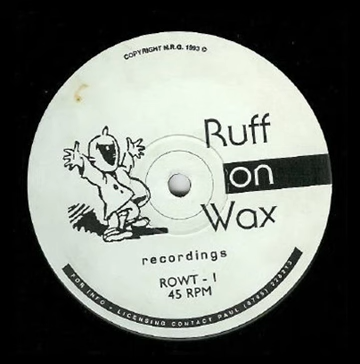 COPYRIGHT N.R.G. 1993 ©
Ruff
on
Wax
recordings
ROWT - 1
45 RPM
FOR INFO - LICENSING CONTACT PAUL